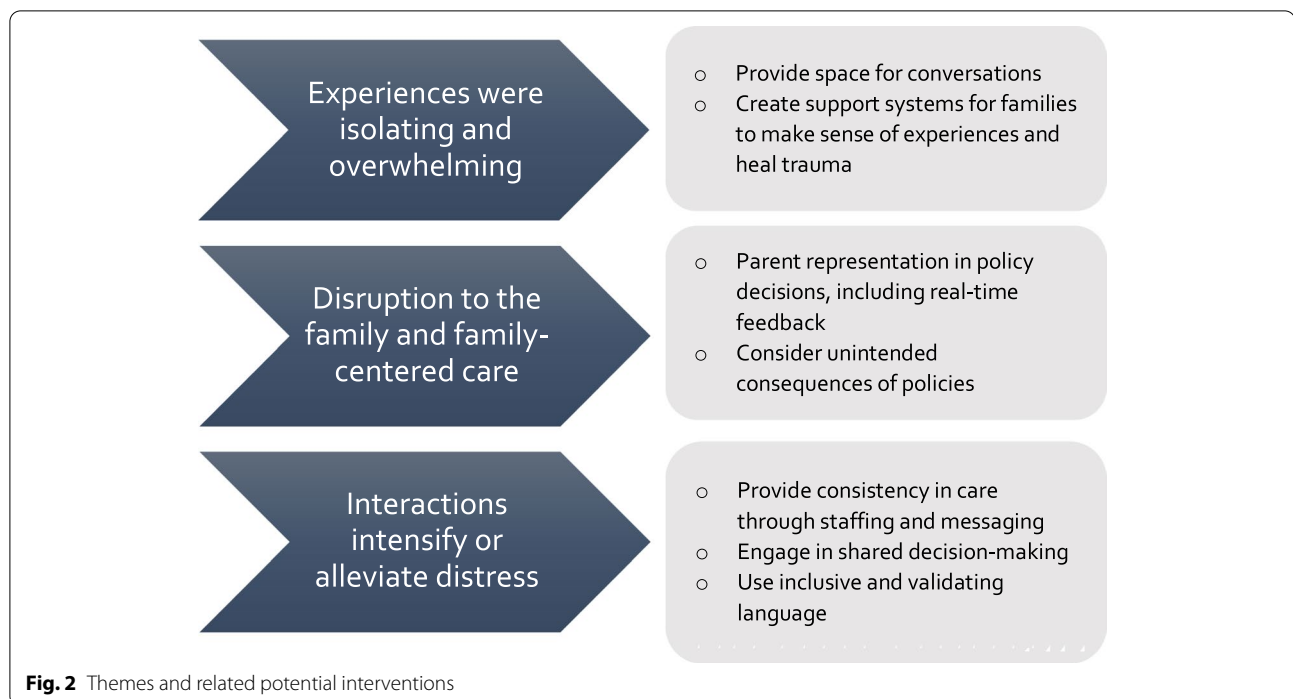 Experiences were
isolating and
overwhelming
○ Provide space for conversations
○ Create support systems for families
to make sense of experiences and
heal trauma
Disruption to the
family and family-
centered care
○ Parent representation in policy
decisions, including real-time
feedback
○ Consider unintended
consequences of policies
Interactions
intensify or
alleviate distress
○ Provide consistency in care
through staffing and messaging
○ Engage in shared decision-making
○ Use inclusive and validating
language
Fig. 2 Themes and related potential interventions